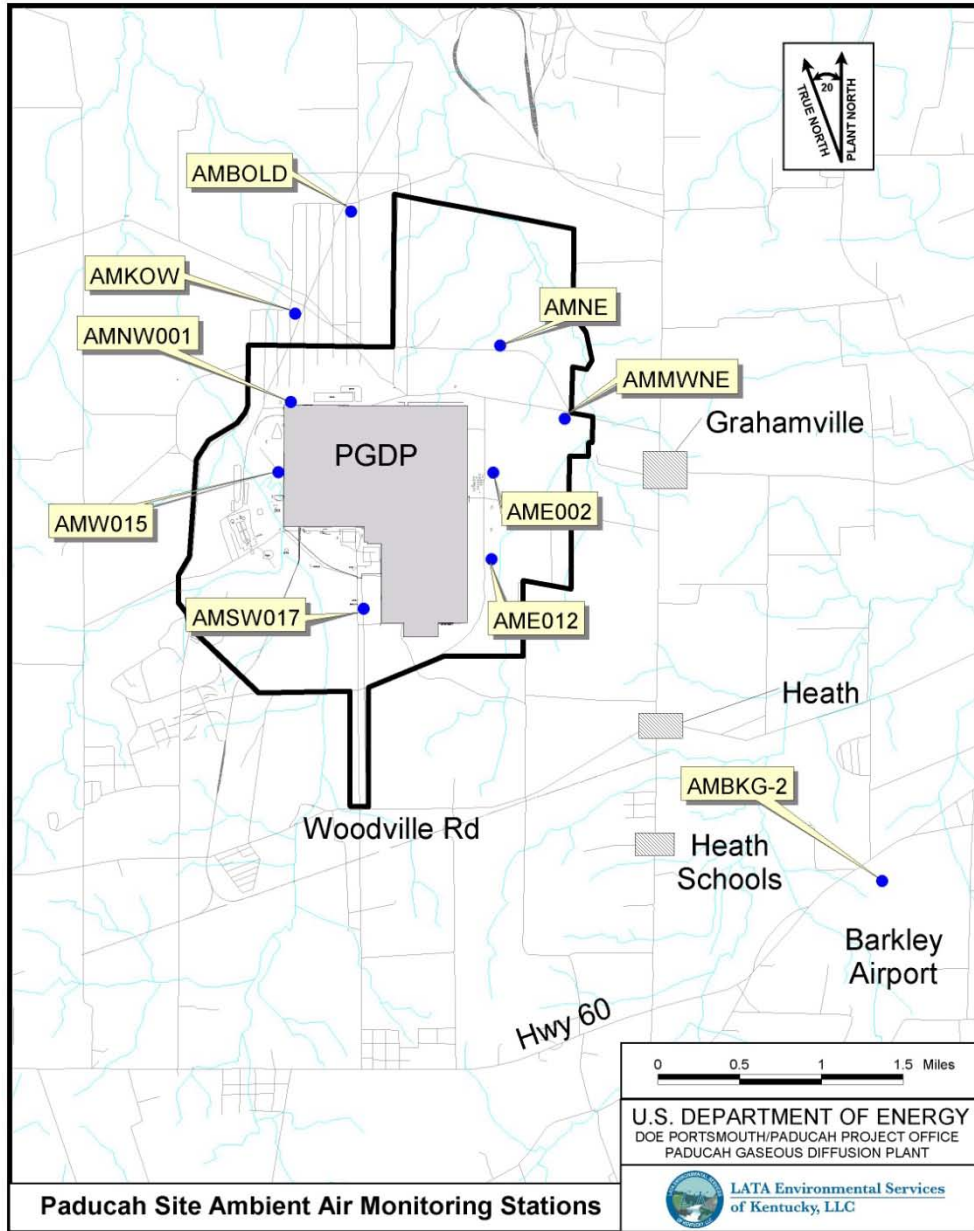 20
TRUE NORTH
PLANT NORTH
AMBOLD
AMKOW
AMNE
AMNW001
AMMWNE
Grahamville
PGDP
AMW015
AME002
AMSW017
AME012
Heath
AMBKG-2
Woodville Rd
Heath
Schools
Barkley
Airport
Hwy 60
0 0.5 1 1.5 Miles
U.S. DEPARTMENT OF ENERGY
DOE PORTSMOUTH/PADUCAH PROJECT OFFICE
PADUCAH GASEOUS DIFFUSION PLANT
Paducah Site Ambient Air Monitoring Stations
LATA Environmental Services
of Kentucky, LLC